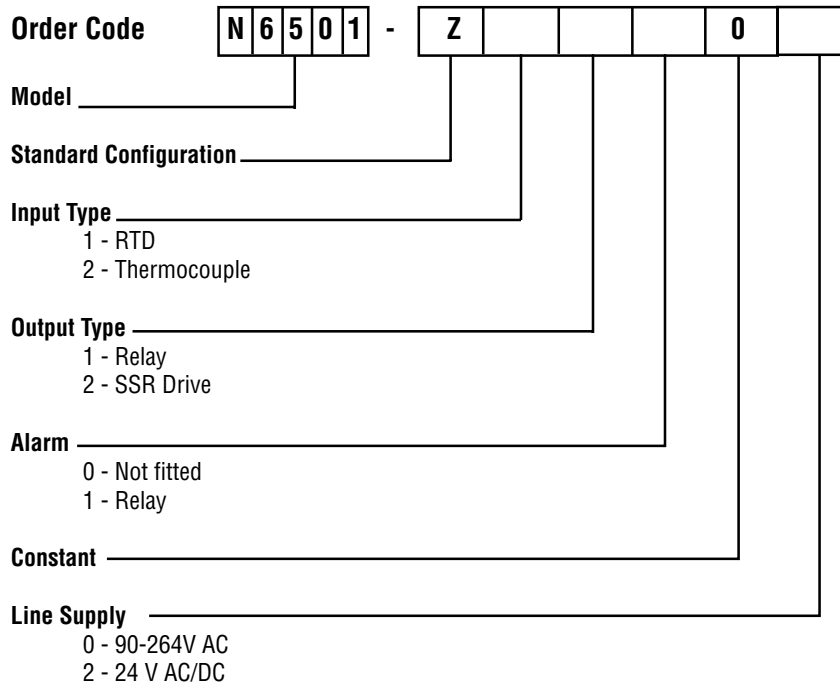 Order Code N 6 5 0 1 - Z 0
Model
Standard Configuration
Input Type
1 - RTD
2 - Thermocouple
Output Type
1 - Relay
2 - SSR Drive
Alarm
0 - Not fitted
1 - Relay
Constant
Line Supply
0 - 90-264V AC
2 - 24 V AC/DC